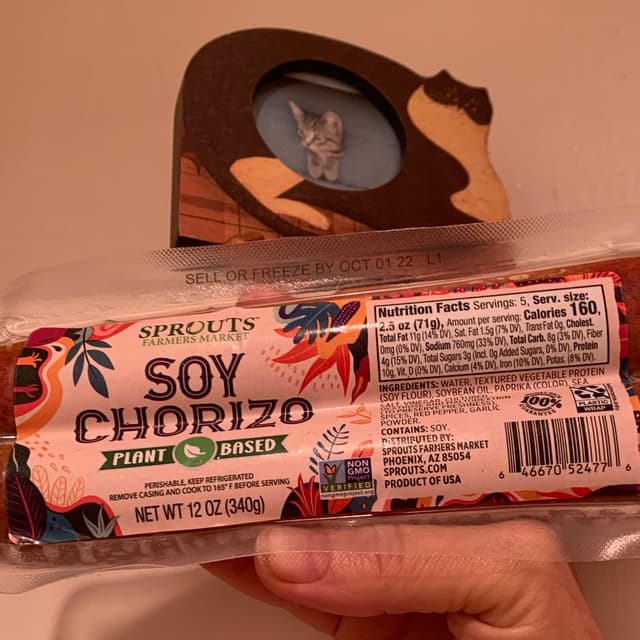 SELL OR FREEZE BY OCT 01 22 L1
SPROUTS™
FARMERS MARKET
SOY
CHORIZO
PLANT BASED
PERISHABLE, KEEP REFRIGERATED
REMOVE CASING AND COOK TO 165° F BEFORE SERVING
NET WT 12 OZ (340g)
NON
GMO
Project
VERIFIED
nongmoproject.org
Nutrition Facts Servings: 5, Serv. size:
2.5 oz (71g), Amount per serving: Calories 160,
Total Fat 11g (14% DV), Sat. Fat 1.5g (7% DV), Trans Fat 0g, Cholest.
0mg (0% DV), Sodium 760mg (33% DV), Total Carb. 8g (3% DV), Fiber
4g (15% DV), Total Sugars 3g (Incl. 0g Added Sugars, 0% DV), Protein
10g, Vit. D (0% DV), Calcium (4% DV), Iron (10% DV), Potas. (8% DV).
INGREDIENTS: WATER, TEXTURED VEGETABLE PROTEIN
(SOY FLOUR), SOYBEAN OIL, PAPRIKA (COLOR), SEA
PEPPER, GARLIC
POWDER.
CONTAINS: SOY.
DISTRIBUTED BY:
SPROUTS FARMERS MARKET
PHOENIX, AZ 85054
SPROUTS.COM
PRODUCT OF USA
100%
GUARANTEE
WRAP
6 46670 52477 6